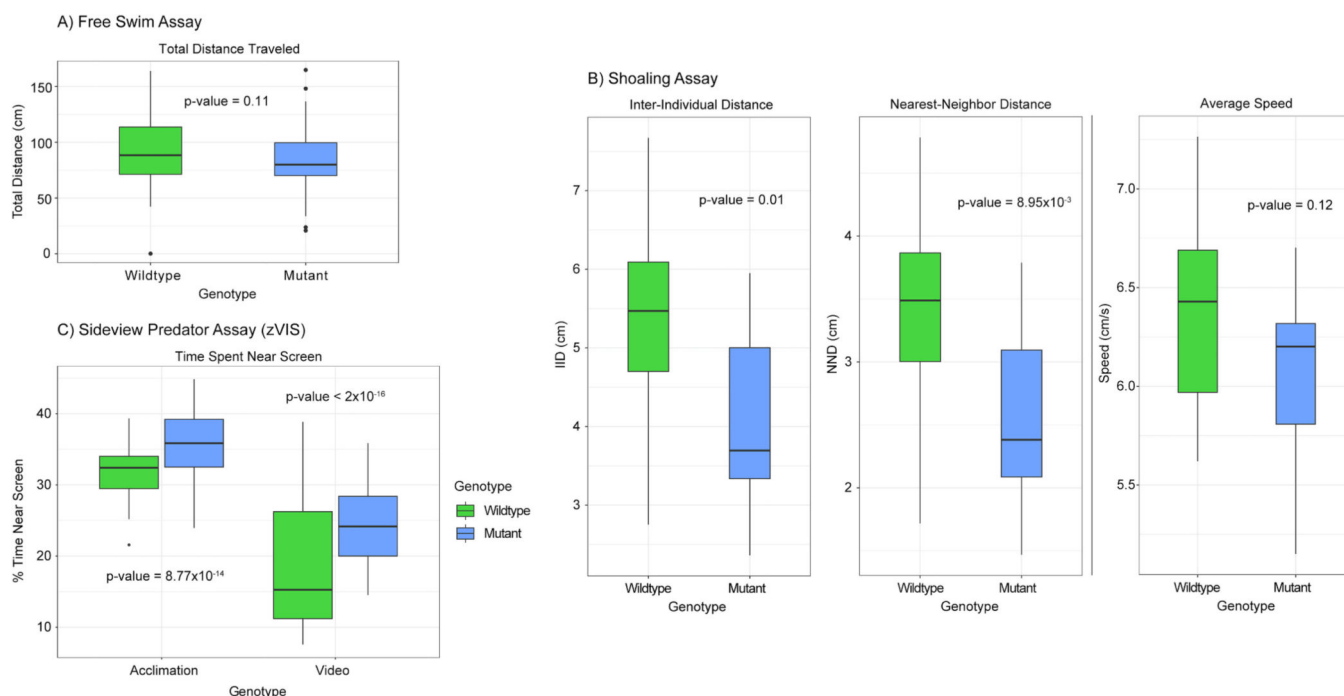 A) Free Swim Assay
Total Distance Traveled
Total Distance (cm)
150
100
50
0
p-value = 0.11
Wildtype
Mutant
Genotype
B) Shoaling Assay
Inter-Individual Distance
IID (cm)
7
6
5
4
3
p-value = 0.01
Wildtype
Mutant
Genotype
Nearest-Neighbor Distance
NND (cm)
4
3
2
p-value = 8.95x10⁻³
Wildtype
Mutant
Genotype
Average Speed
Speed (cm/s)
7.0
6.5
6.0
5.5
p-value = 0.12
Wildtype
Mutant
Genotype
C) Sideview Predator Assay (zVIS)
Time Spent Near Screen
% Time Near Screen
40
30
20
10
p-value < 2x10⁻¹⁶
p-value = 8.77x10⁻¹⁴
Acclimation
Video
Genotype
Genotype
Wildtype
Mutant